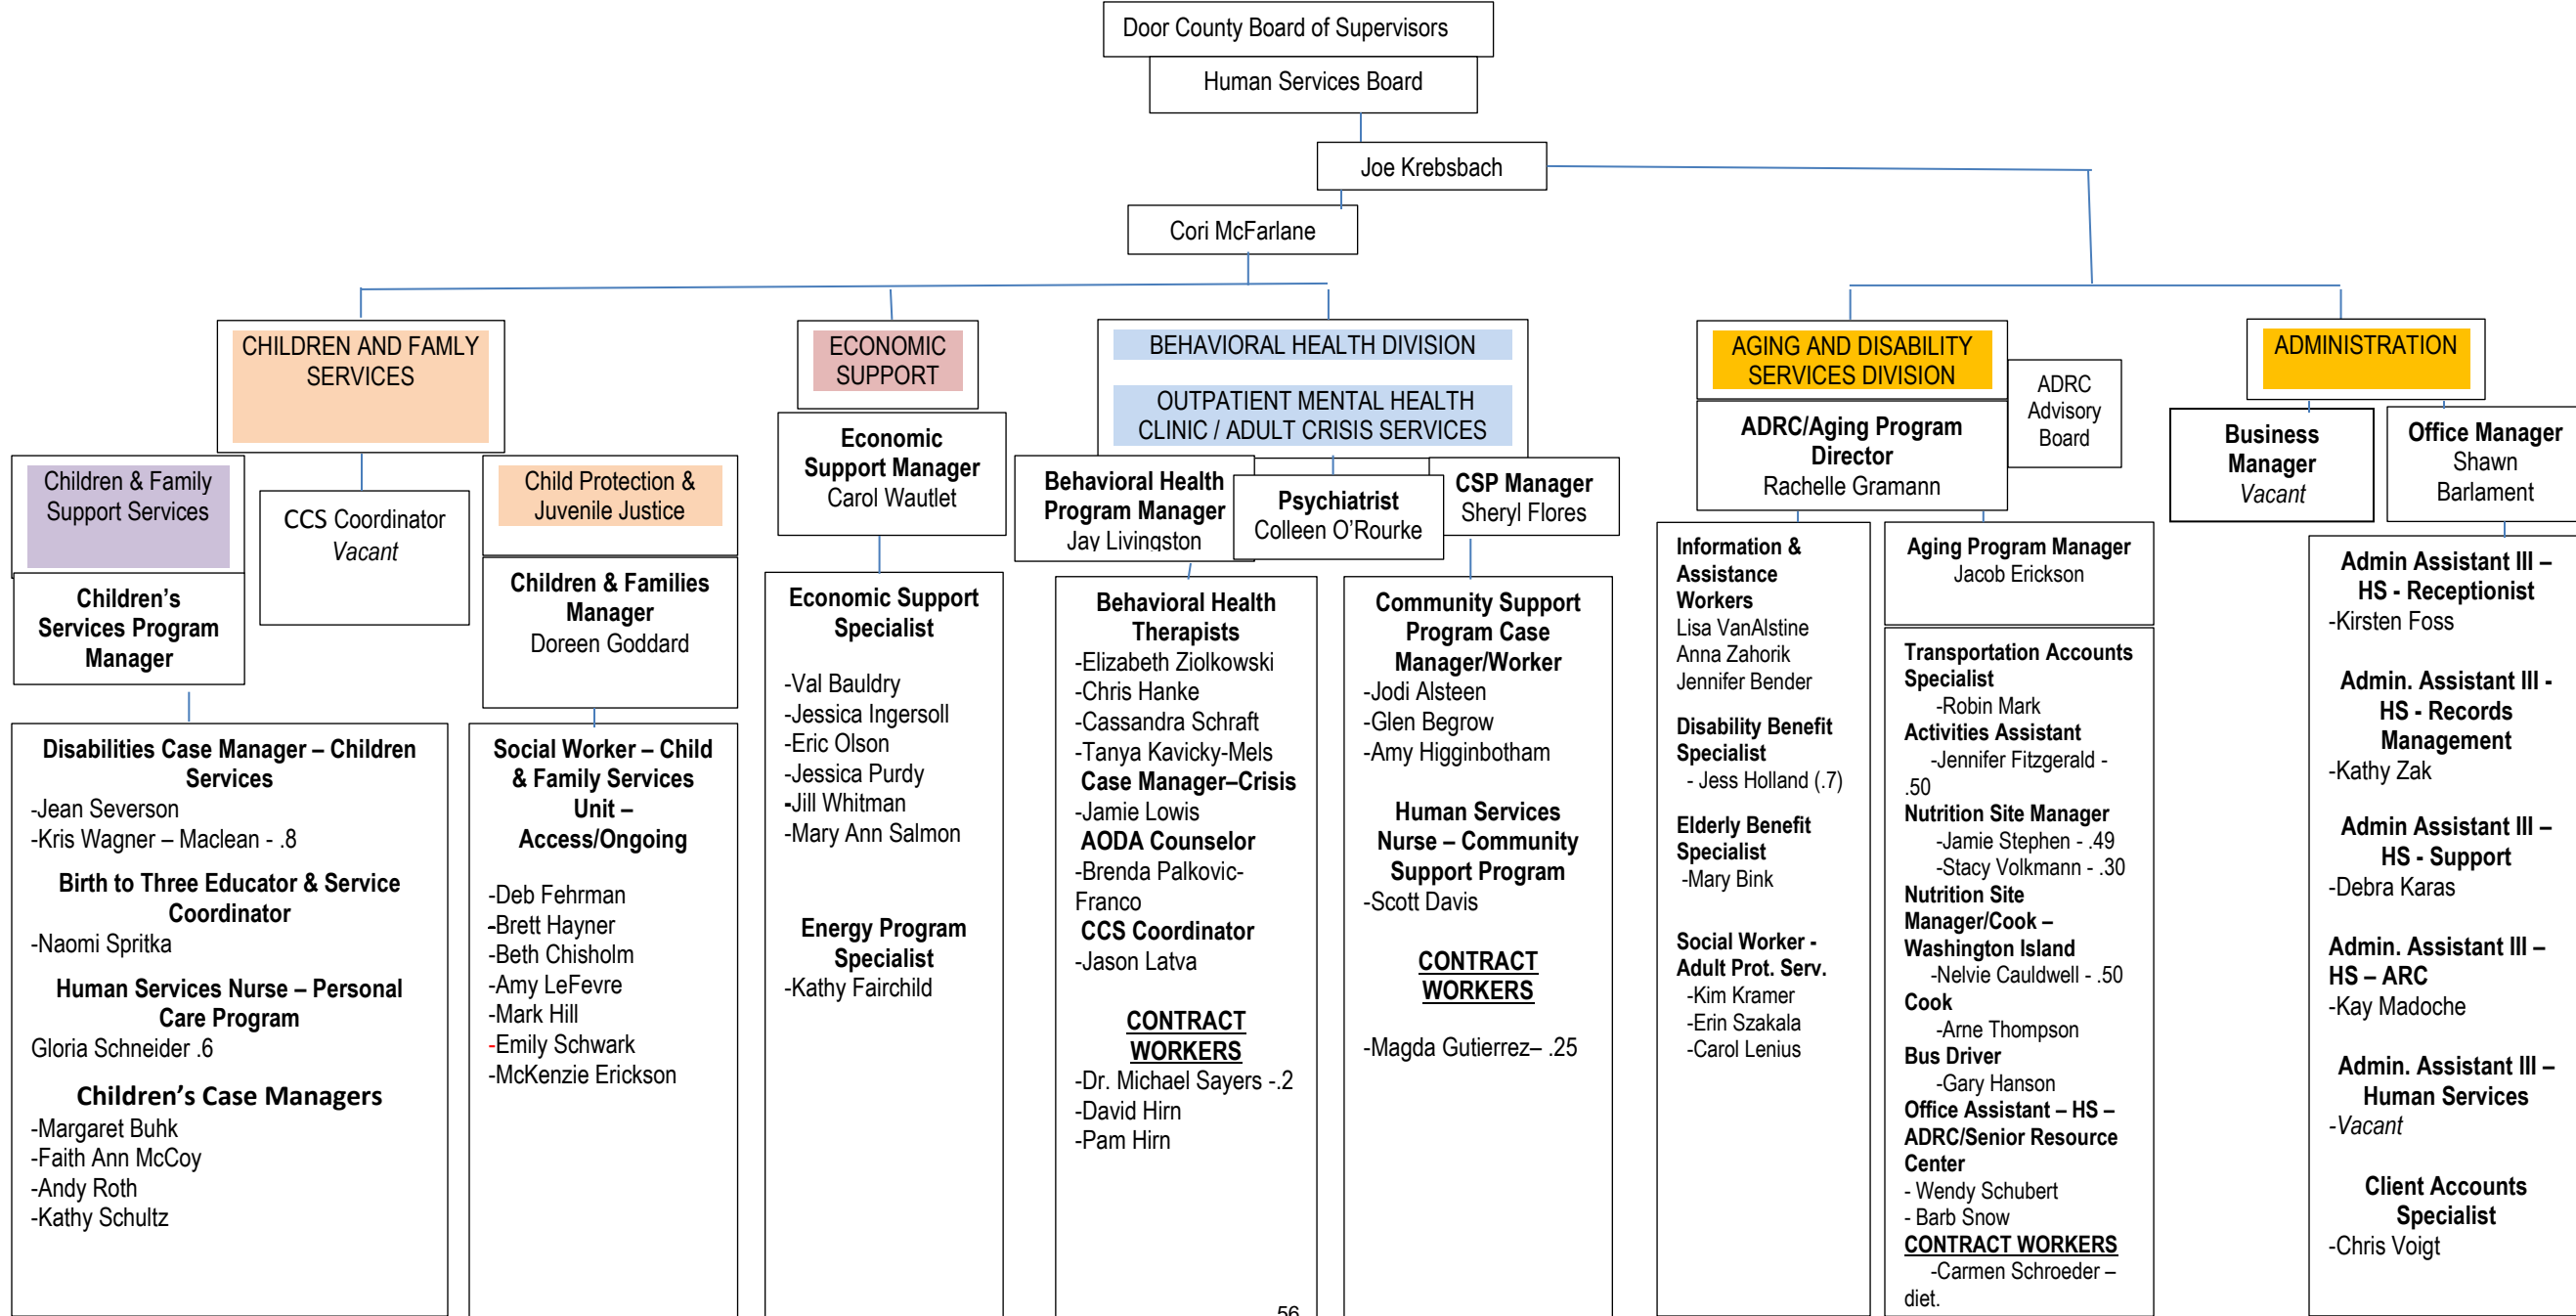 Door County Board of Supervisors
Human Services Board
Joe Krebsbach
Cori McFarlane
CHILDREN AND FAMLY
SERVICES
Children & Family
Support Services
Children's
Services Program
Manager
Disabilities Case Manager – Children
Services
-Jean Severson
-Kris Wagner – Maclean - .8
Birth to Three Educator & Service
Coordinator
-Naomi Spritka
Human Services Nurse – Personal
Care Program
Gloria Schneider .6
Children's Case Managers
-Margaret Buhk
-Faith Ann McCoy
-Andy Roth
-Kathy Schultz
CCS Coordinator
Vacant
Child Protection &
Juvenile Justice
Children & Families
Manager
Doreen Goddard
Social Worker – Child
& Family Services
Unit –
Access/Ongoing
-Deb Fehrman
-Brett Hayner
-Beth Chisholm
-Amy LeFevre
-Mark Hill
-Emily Schwark
-McKenzie Erickson
ECONOMIC
SUPPORT
Economic
Support Manager
Carol Wautlet
Economic Support
Specialist
-Val Bauldry
-Jessica Ingersoll
-Eric Olson
-Jessica Purdy
-Jill Whitman
-Mary Ann Salmon
Energy Program
Specialist
-Kathy Fairchild
BEHAVIORAL HEALTH DIVISION
OUTPATIENT MENTAL HEALTH
CLINIC / ADULT CRISIS SERVICES
Behavioral Health
Program Manager
Jay Livingston
Psychiatrist
Colleen O'Rourke
CSP Manager
Sheryl Flores
Behavioral Health
Therapists
-Elizabeth Ziolkowski
-Chris Hanke
-Cassandra Schraft
-Tanya Kavicky-Mels
Case Manager–Crisis
-Jamie Lowis
AODA Counselor
-Brenda Palkovic-
Franco
CCS Coordinator
-Jason Latva
CONTRACT
WORKERS
-Dr. Michael Sayers -.2
-David Hirn
-Pam Hirn
Community Support
Program Case
Manager/Worker
-Jodi Alsteen
-Glen Begrow
-Amy Higginbotham
Human Services
Nurse – Community
Support Program
-Scott Davis
CONTRACT
WORKERS
-Magda Gutierrez– .25
AGING AND DISABILITY
SERVICES DIVISION
ADRC/Aging Program
Director
Rachelle Gramann
ADRC
Advisory
Board
Information &
Assistance
Workers
Lisa VanAlstine
Anna Zahorik
Jennifer Bender
Disability Benefit
Specialist
- Jess Holland (.7)
Elderly Benefit
Specialist
-Mary Bink
Social Worker -
Adult Prot. Serv.
-Kim Kramer
-Erin Szakala
-Carol Lenius
Aging Program Manager
Jacob Erickson
Transportation Accounts
Specialist
-Robin Mark
Activities Assistant
-Jennifer Fitzgerald -
.50
Nutrition Site Manager
-Jamie Stephen - .49
-Stacy Volkmann - .30
Nutrition Site
Manager/Cook –
Washington Island
-Nelvie Cauldwell - .50
Cook
-Arne Thompson
Bus Driver
-Gary Hanson
Office Assistant – HS –
ADRC/Senior Resource
Center
- Wendy Schubert
- Barb Snow
CONTRACT WORKERS
-Carmen Schroeder –
diet.
ADMINISTRATION
Business
Manager
Vacant
Office Manager
Shawn
Barlament
Admin Assistant III –
HS - Receptionist
-Kirsten Foss
Admin. Assistant III -
HS - Records
Management
-Kathy Zak
Admin Assistant III –
HS - Support
-Debra Karas
Admin. Assistant III –
HS – ARC
-Kay Madoche
Admin. Assistant III –
Human Services
-Vacant
Client Accounts
Specialist
-Chris Voigt
56